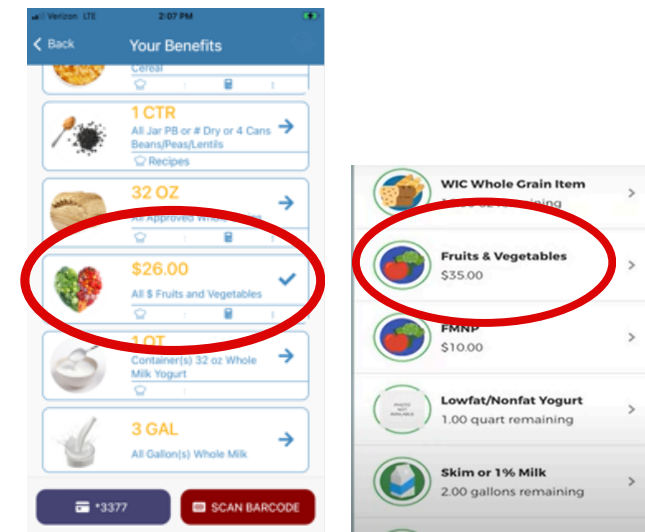 Verizon LTE 2:07 PM
Back Your Benefits
Cereal
1 CTR
All Jar PB or # Dry or 4 Cans
Beans/Peas/Lentils
Recipes
32 OZ
All Approved
$26.00
All $ Fruits and Vegetables
1 QT
Container(s) 32 oz Whole
Milk Yogurt
3 GAL
All Gallon(s) Whole Milk
*3377 SCAN BARCODE
WIC Whole Grain Item
Fruits & Vegetables
$35.00
FMNP
$10.00
PHOTO
NOT
AVAILABLE
Lowfat/Nonfat Yogurt
1.00 quart remaining
Skim or 1% Milk
2.00 gallons remaining